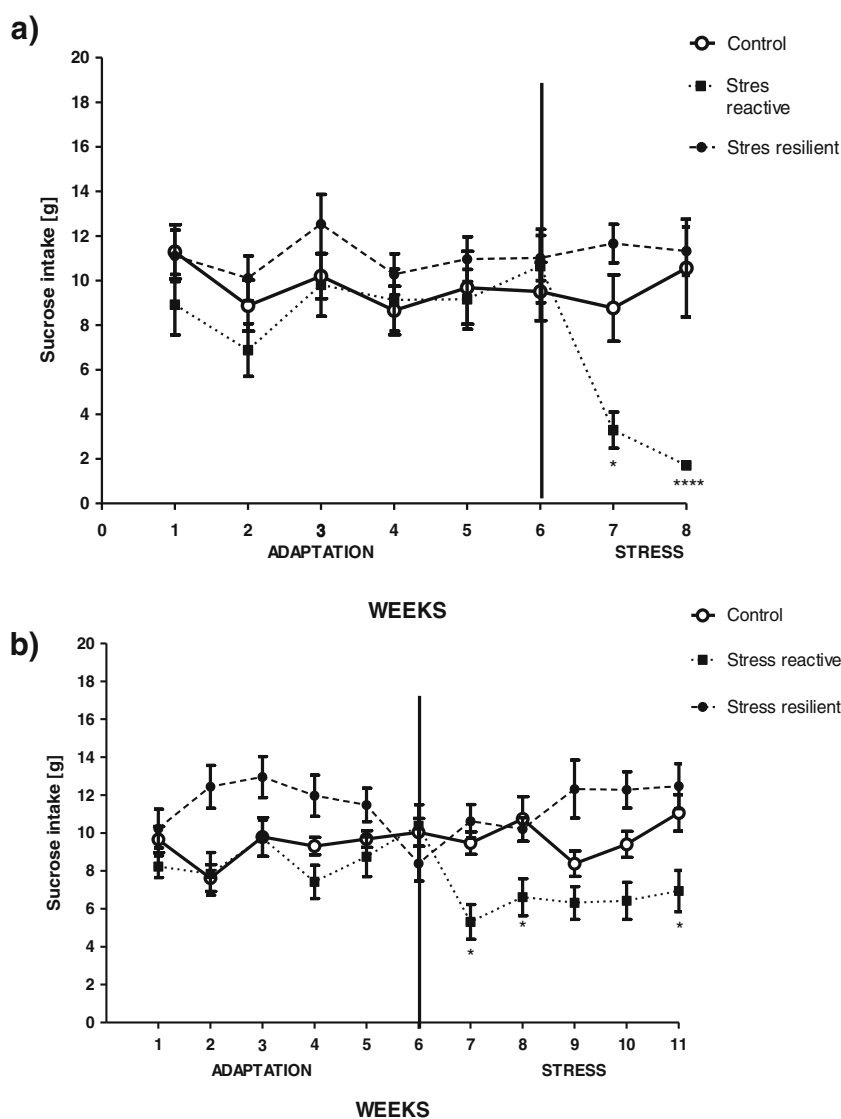 a)
Control
Stres
reactive
Stres resilient
Sucrose intake [g]
20
18
16
14
12
10
8
6
4
2
0
0 1 2 3 4 5 6 7 8
* ****
ADAPTATION STRESS
WEEKS
b)
Control
Stress reactive
Stress resilient
Sucrose intake [g]
20
18
16
14
12
10
8
6
4
2
0
* * *
1 2 3 4 5 6 7 8 9 10 11
ADAPTATION STRESS
WEEKS